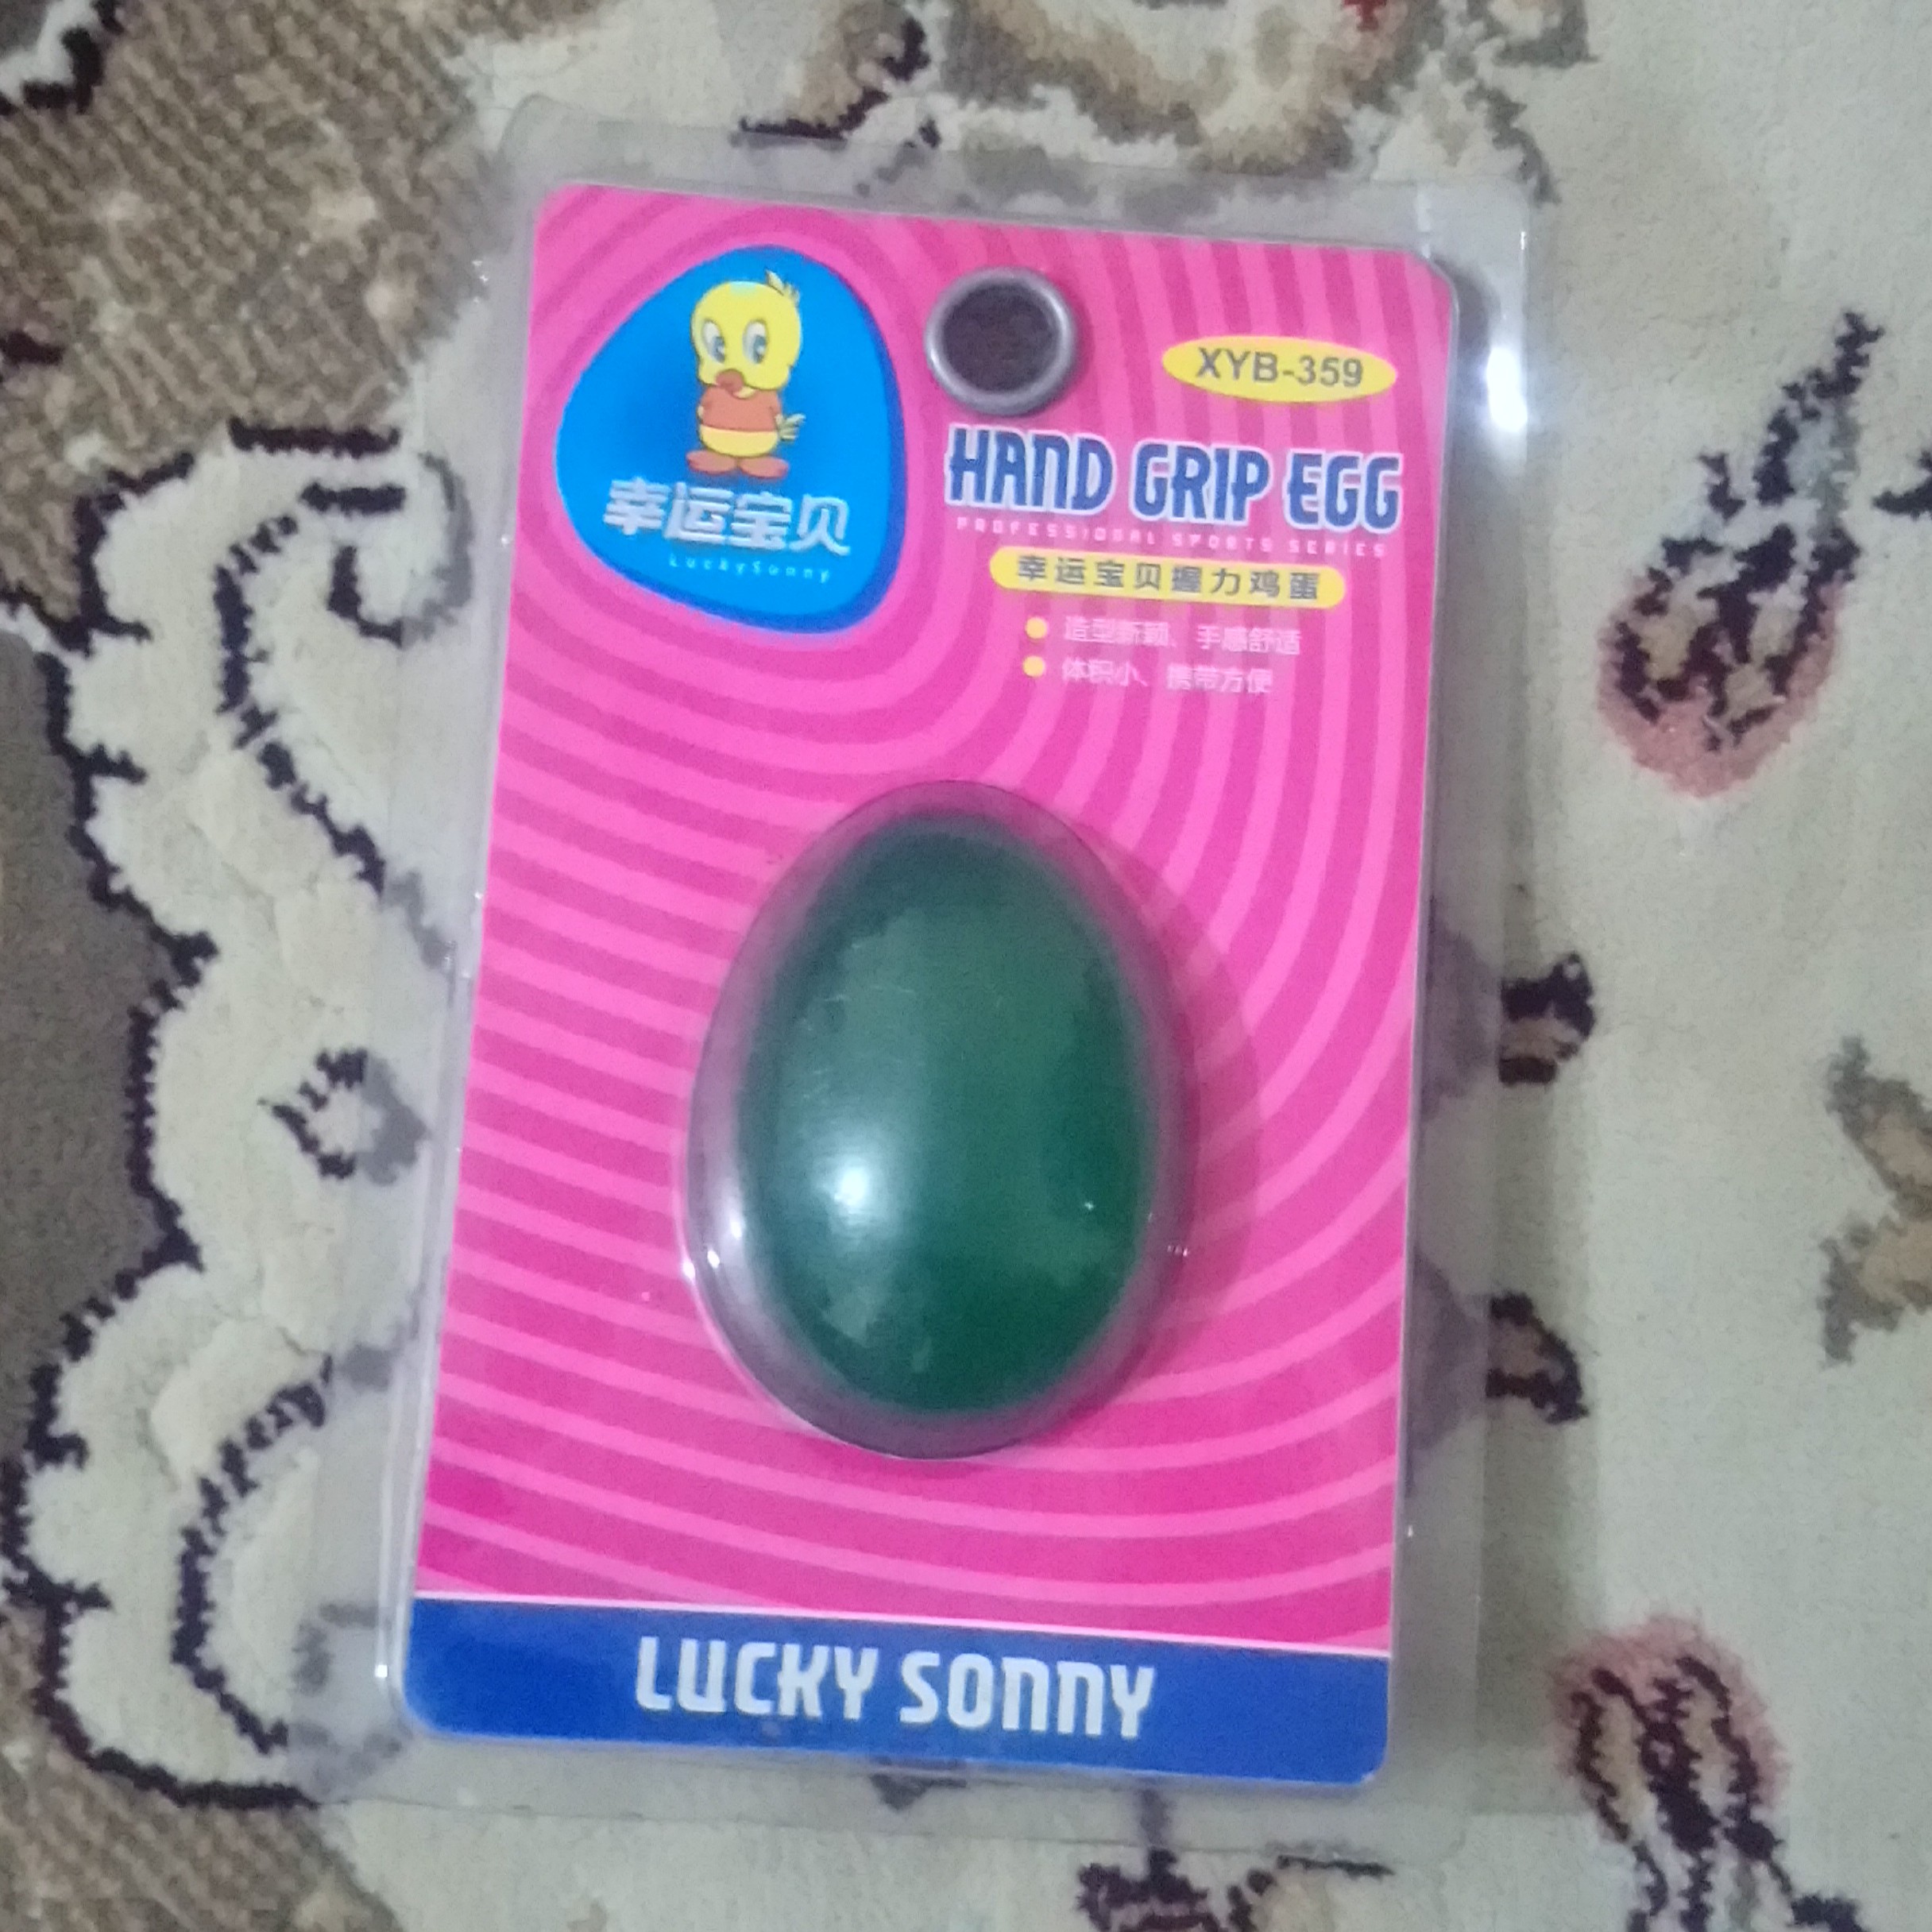 幸运宝贝
LuckySonny
XYB-359
HAND GRIP EGG
PROFESSIONAL SPORTS SERIES
幸运宝贝握力鸡蛋
造型新颖、手感舒适
体积小、携带方便
LUCKY SONNY